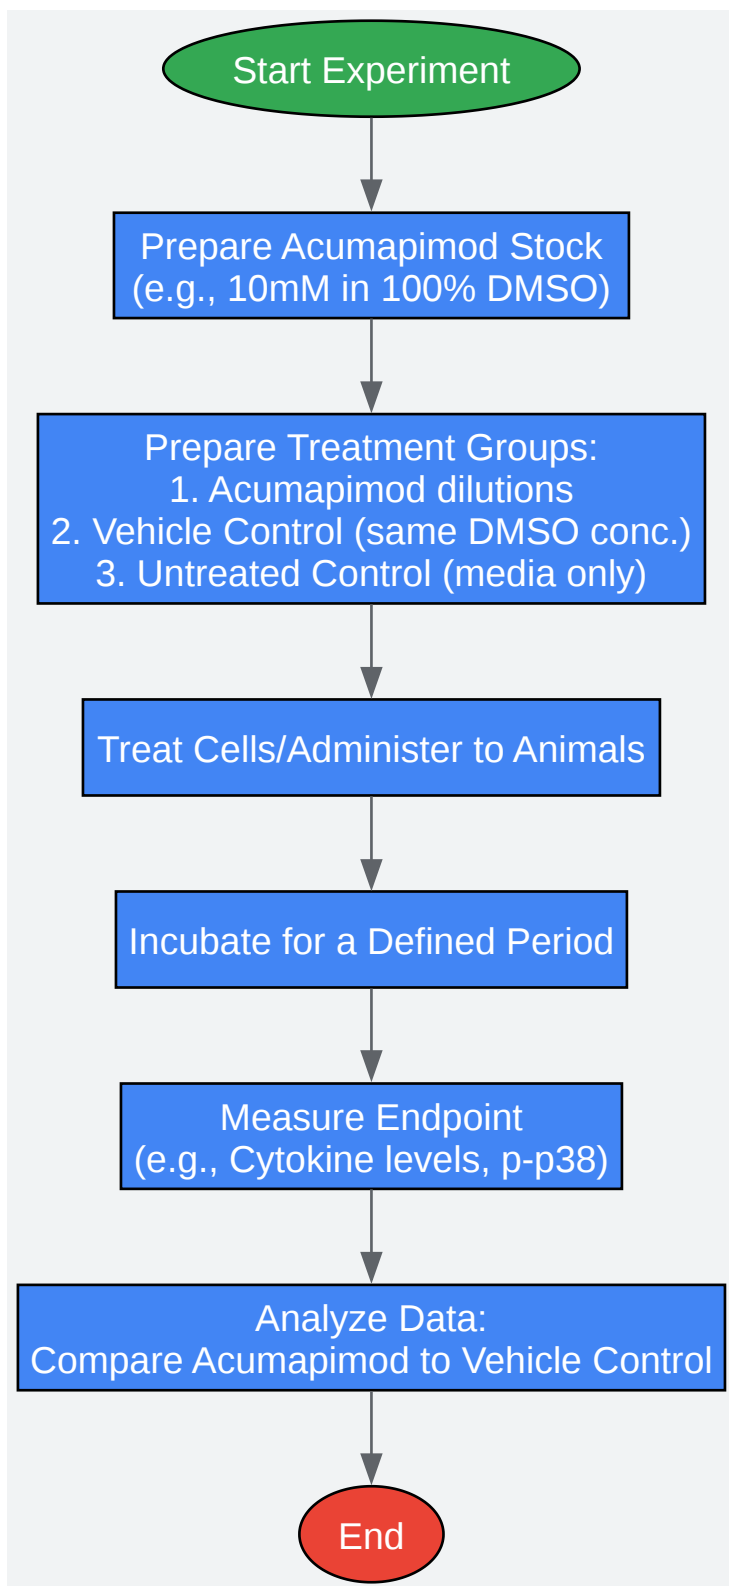 Start Experiment
Prepare Acumapimod Stock
(e.g., 10mM in 100% DMSO)
Prepare Treatment Groups:
1. Acumapimod dilutions
2. Vehicle Control (same DMSO conc.)
3. Untreated Control (media only)
Treat Cells/Administer to Animals
Incubate for a Defined Period
Measure Endpoint
(e.g., Cytokine levels, p-p38)
Analyze Data:
Compare Acumapimod to Vehicle Control
End